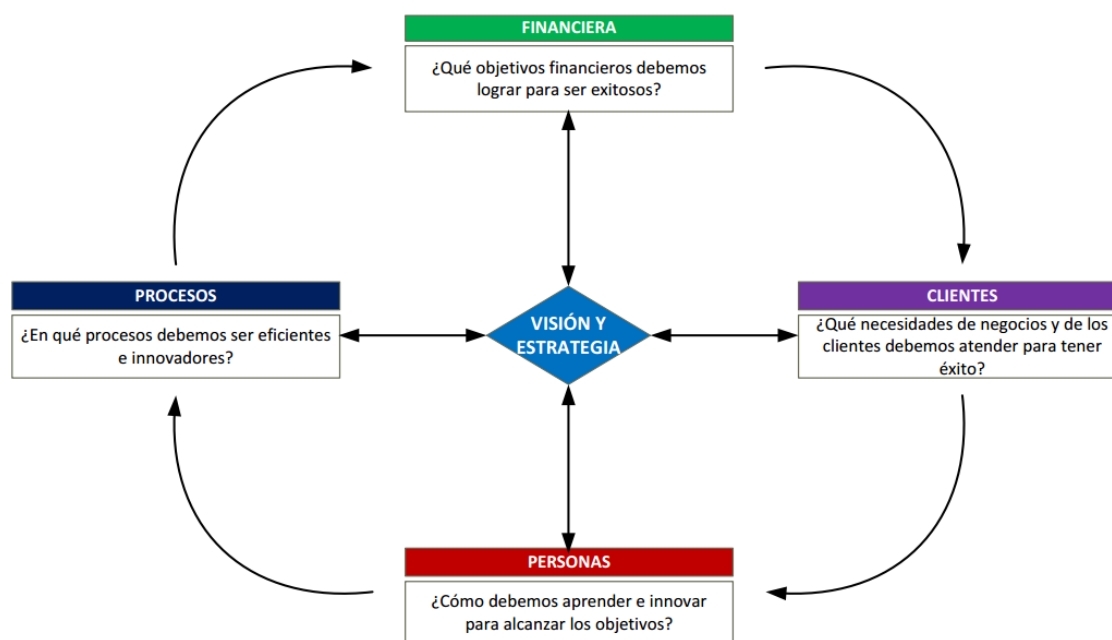 FINANCIERA
¿Qué objetivos financieros debemos
lograr para ser exitosos?
PROCESOS
¿En qué procesos debemos ser eficientes
e innovadores?
VISIÓN Y
ESTRATEGIA
CLIENTES
¿Qué necesidades de negocios y de los
clientes debemos atender para tener
éxito?
PERSONAS
¿Cómo debemos aprender e innovar
para alcanzar los objetivos?